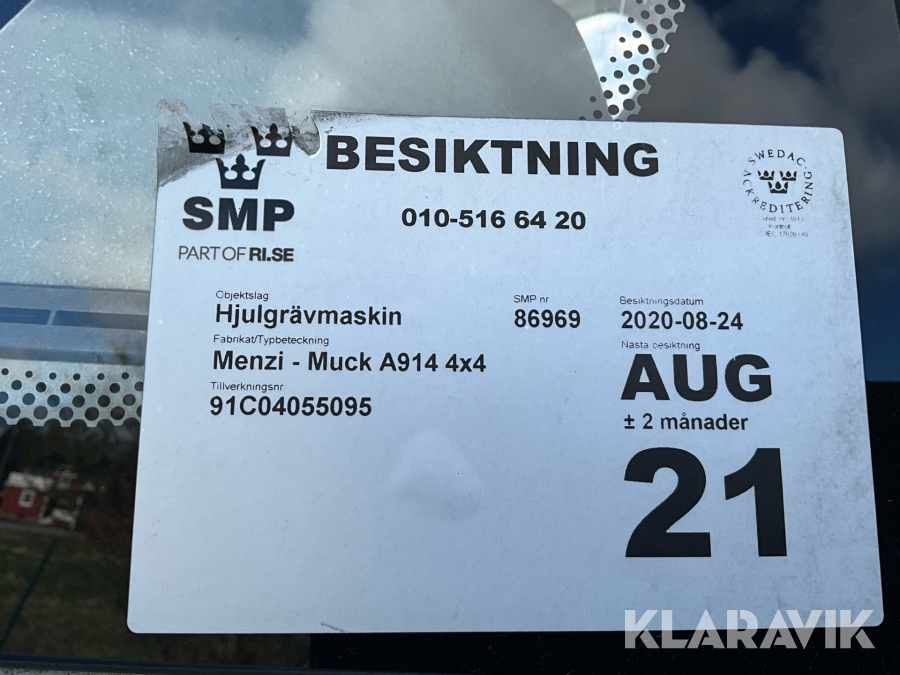 BESIKTNING
SMP
PART OF RI.SE
010-516 64 20
SWEDAC
ACKREDITERING
Kontroll
Objektslag
Hjulgrävmaskin
SMP nr
86969
Besiktningsdatum
2020-08-24
Fabrikat/Typbeteckning
Menzi - Muck A914 4x4
Nästa besiktning
AUG
± 2 månader
21
Tillverkningsnr
91C04055095
KLARAVIK